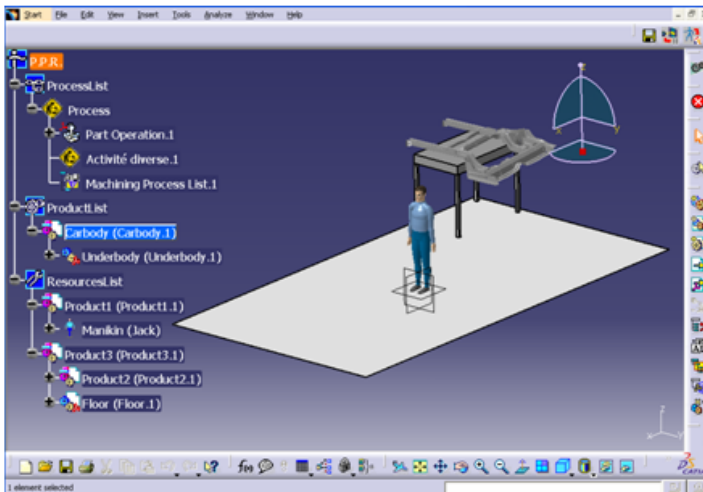 Start File Edit View Insert Tools Analyze Window Help
P.P.R.
ProcessList
Process
Part Operation.1
Activité diverse.1
Machining Process List.1
ProductList
Carbody (Carbody.1)
Underbody (Underbody.1)
ResourcesList
Product1 (Product1.1)
Manikin (Jack)
Product3 (Product3.1)
Product2 (Product2.1)
Floor (Floor.1)
z
x
y
z
x y
f(x)
CATIA
1 element selected